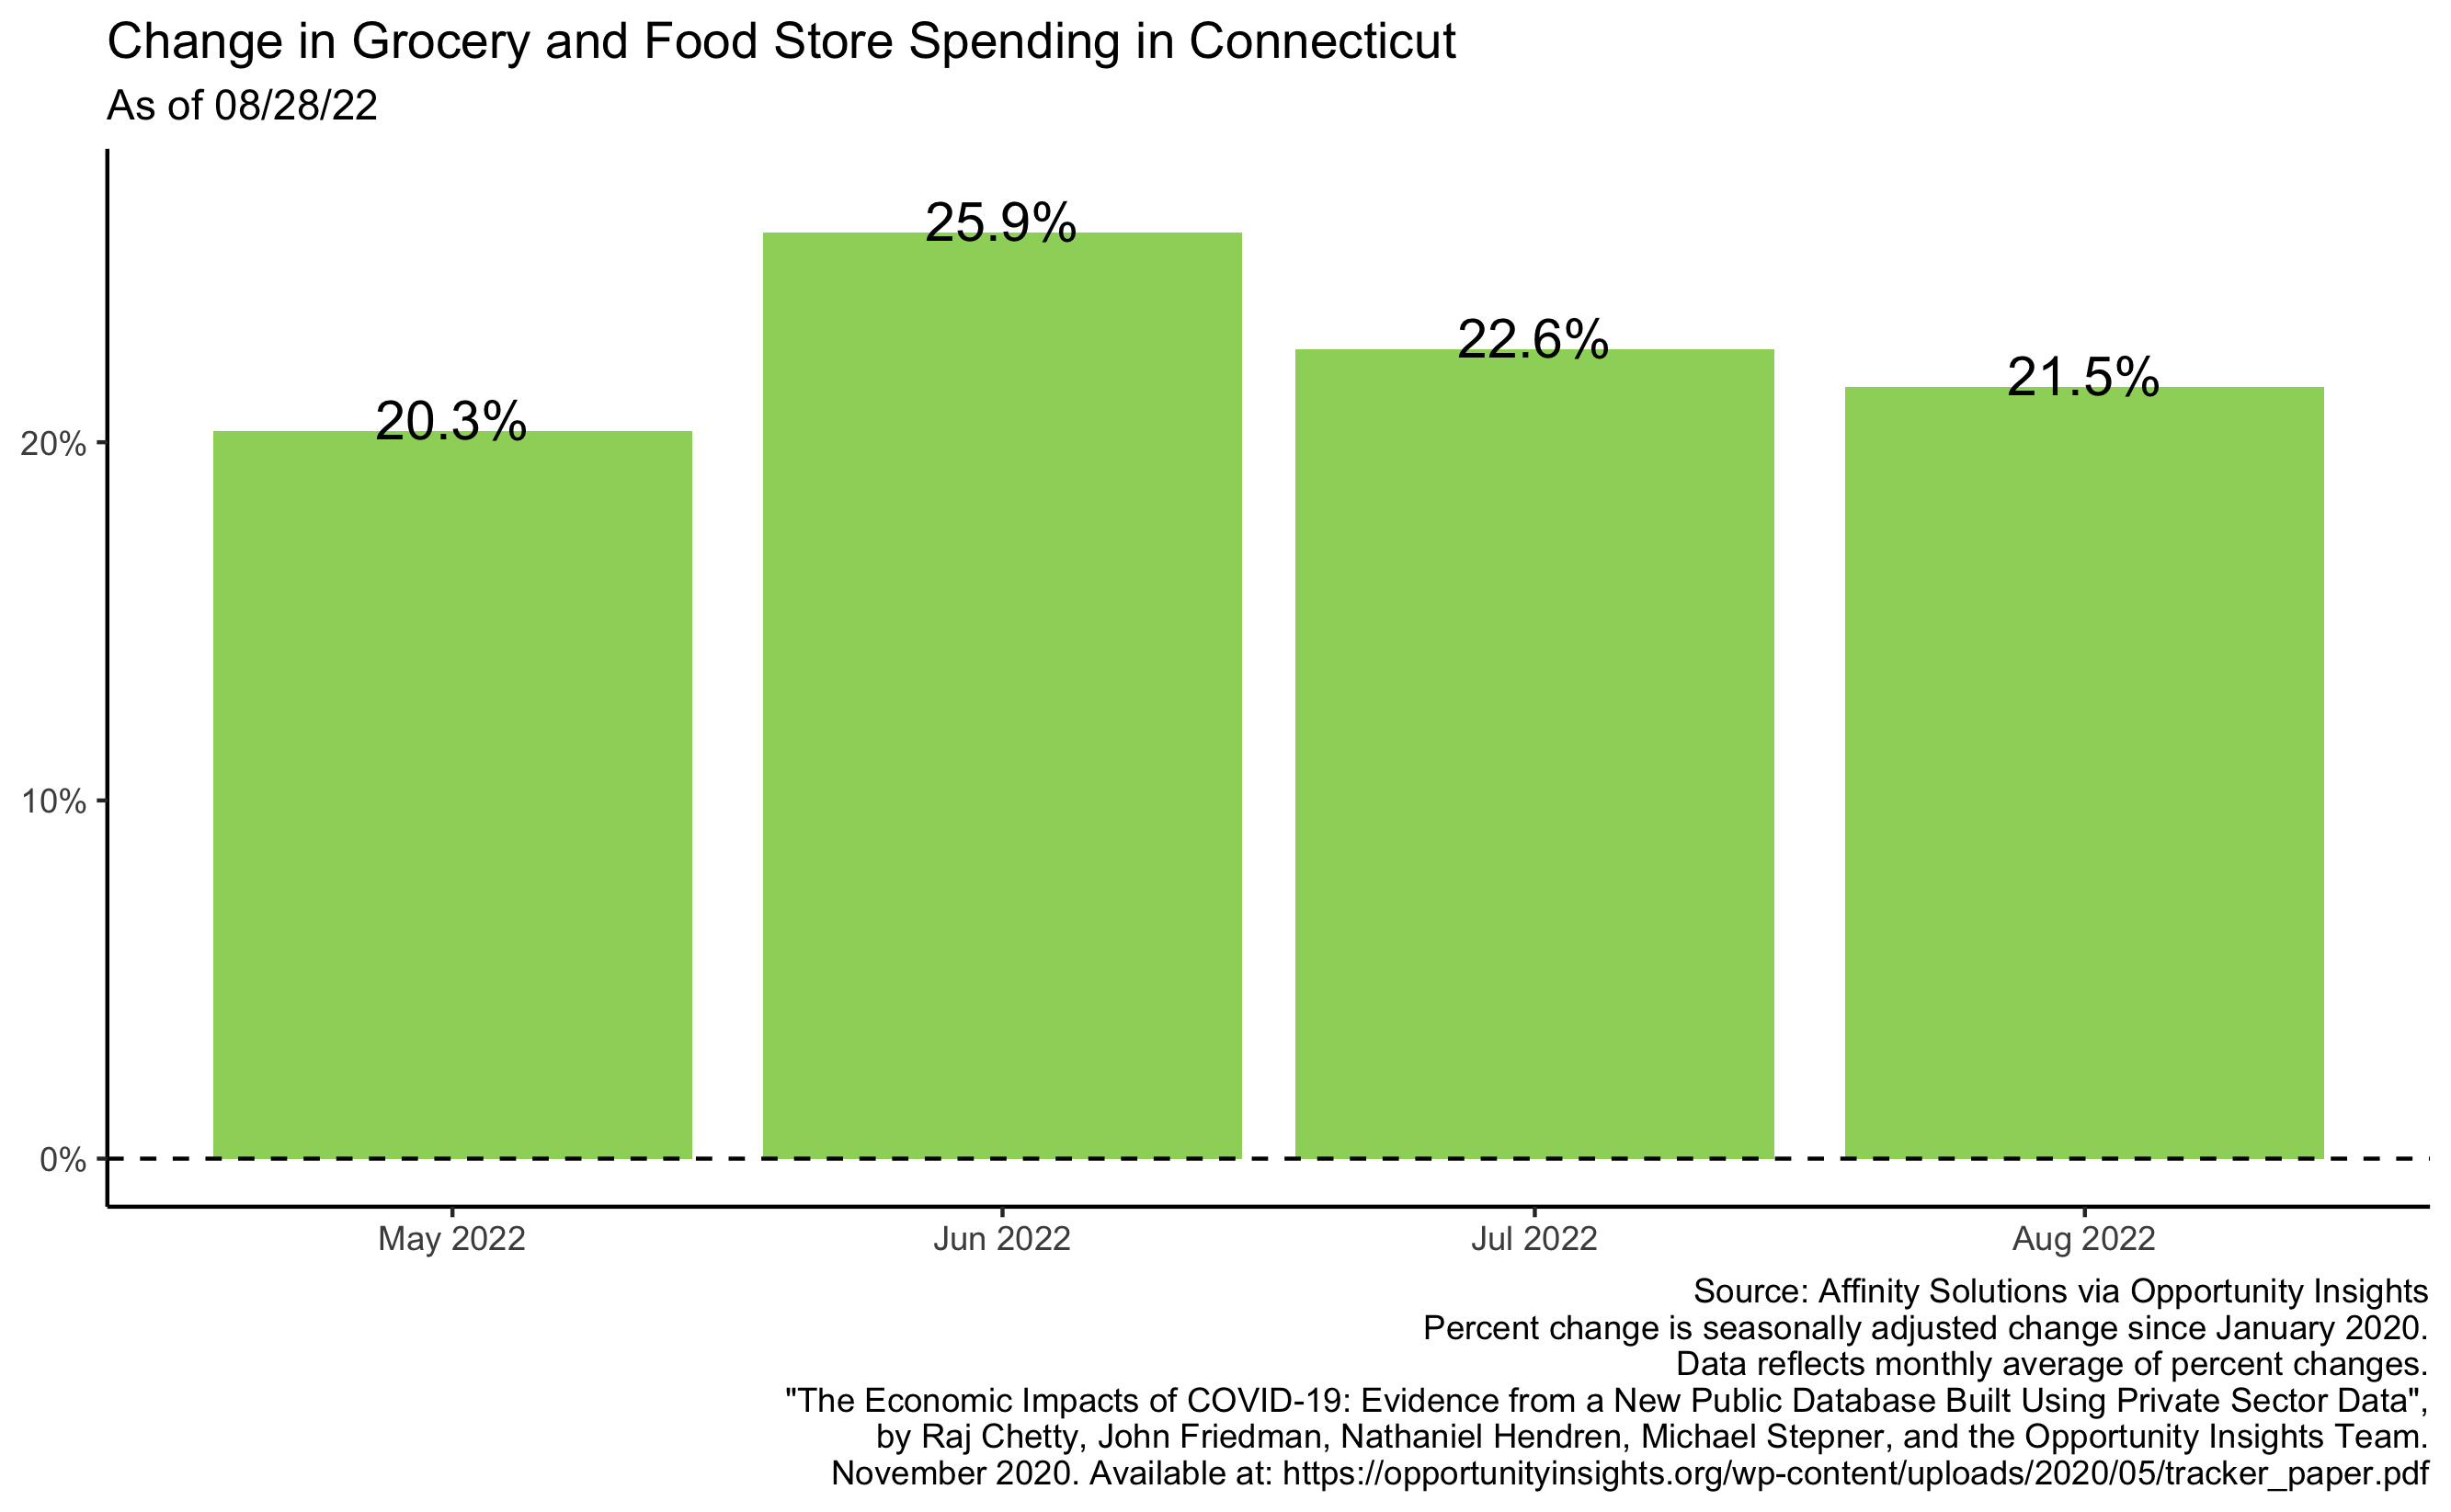 Change in Grocery and Food Store Spending in Connecticut
As of 08/28/22
25.9%
22.6%
21.5%
20.3%
20%
10%
0%
May 2022
Jun 2022
Jul 2022
Aug 2022
Source: Affinity Solutions via Opportunity Insights
Percent change is seasonally adjusted change since January 2020.
Data reflects monthly average of percent changes.
"The Economic Impacts of COVID-19: Evidence from a New Public Database Built Using Private Sector Data",
by Raj Chetty, John Friedman, Nathaniel Hendren, Michael Stepner, and the Opportunity Insights Team.
November 2020. Available at: https://opportunityinsights.org/wp-content/uploads/2020/05/tracker_paper.pdf